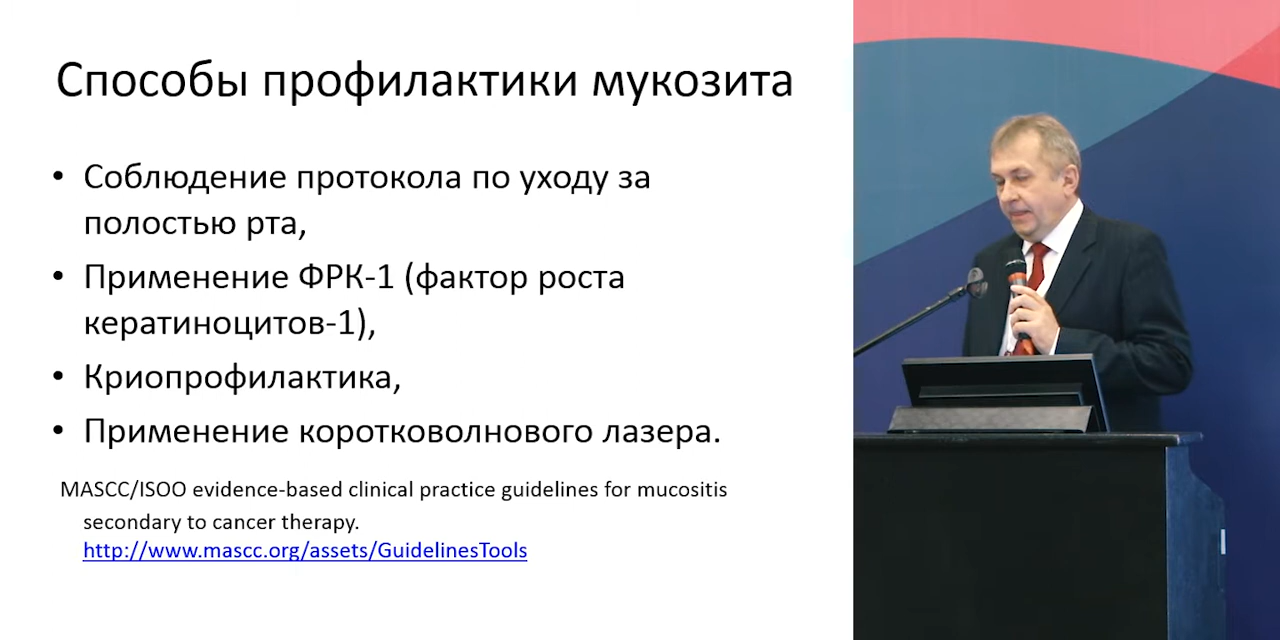 Способы профилактики мукозита
• Соблюдение протокола по уходу за
полостью рта,
• Применение ФРК-1 (фактор роста
кератиноцитов-1),
• Криопрофилактика,
• Применение коротковолнового лазера.
MASCC/ISOO evidence-based clinical practice guidelines for mucositis
secondary to cancer therapy.
http://www.mascc.org/assets/GuidelinesTools